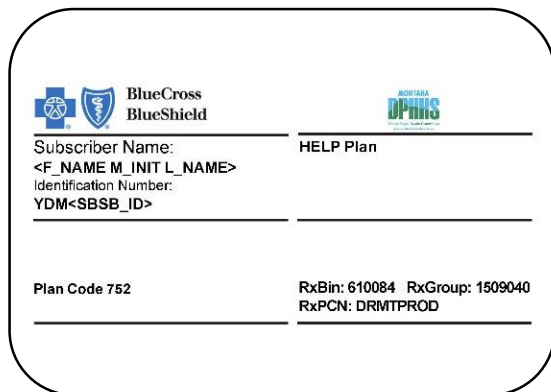 BlueCross
BlueShield
MONTANA
DPHHS
Subscriber Name:
<F_NAME M_INIT L_NAME>
Identification Number:
YDM<SBSB_ID>
HELP Plan
Plan Code 752
RxBin: 610084 RxGroup: 1509040
RxPCN: DRMTPROD